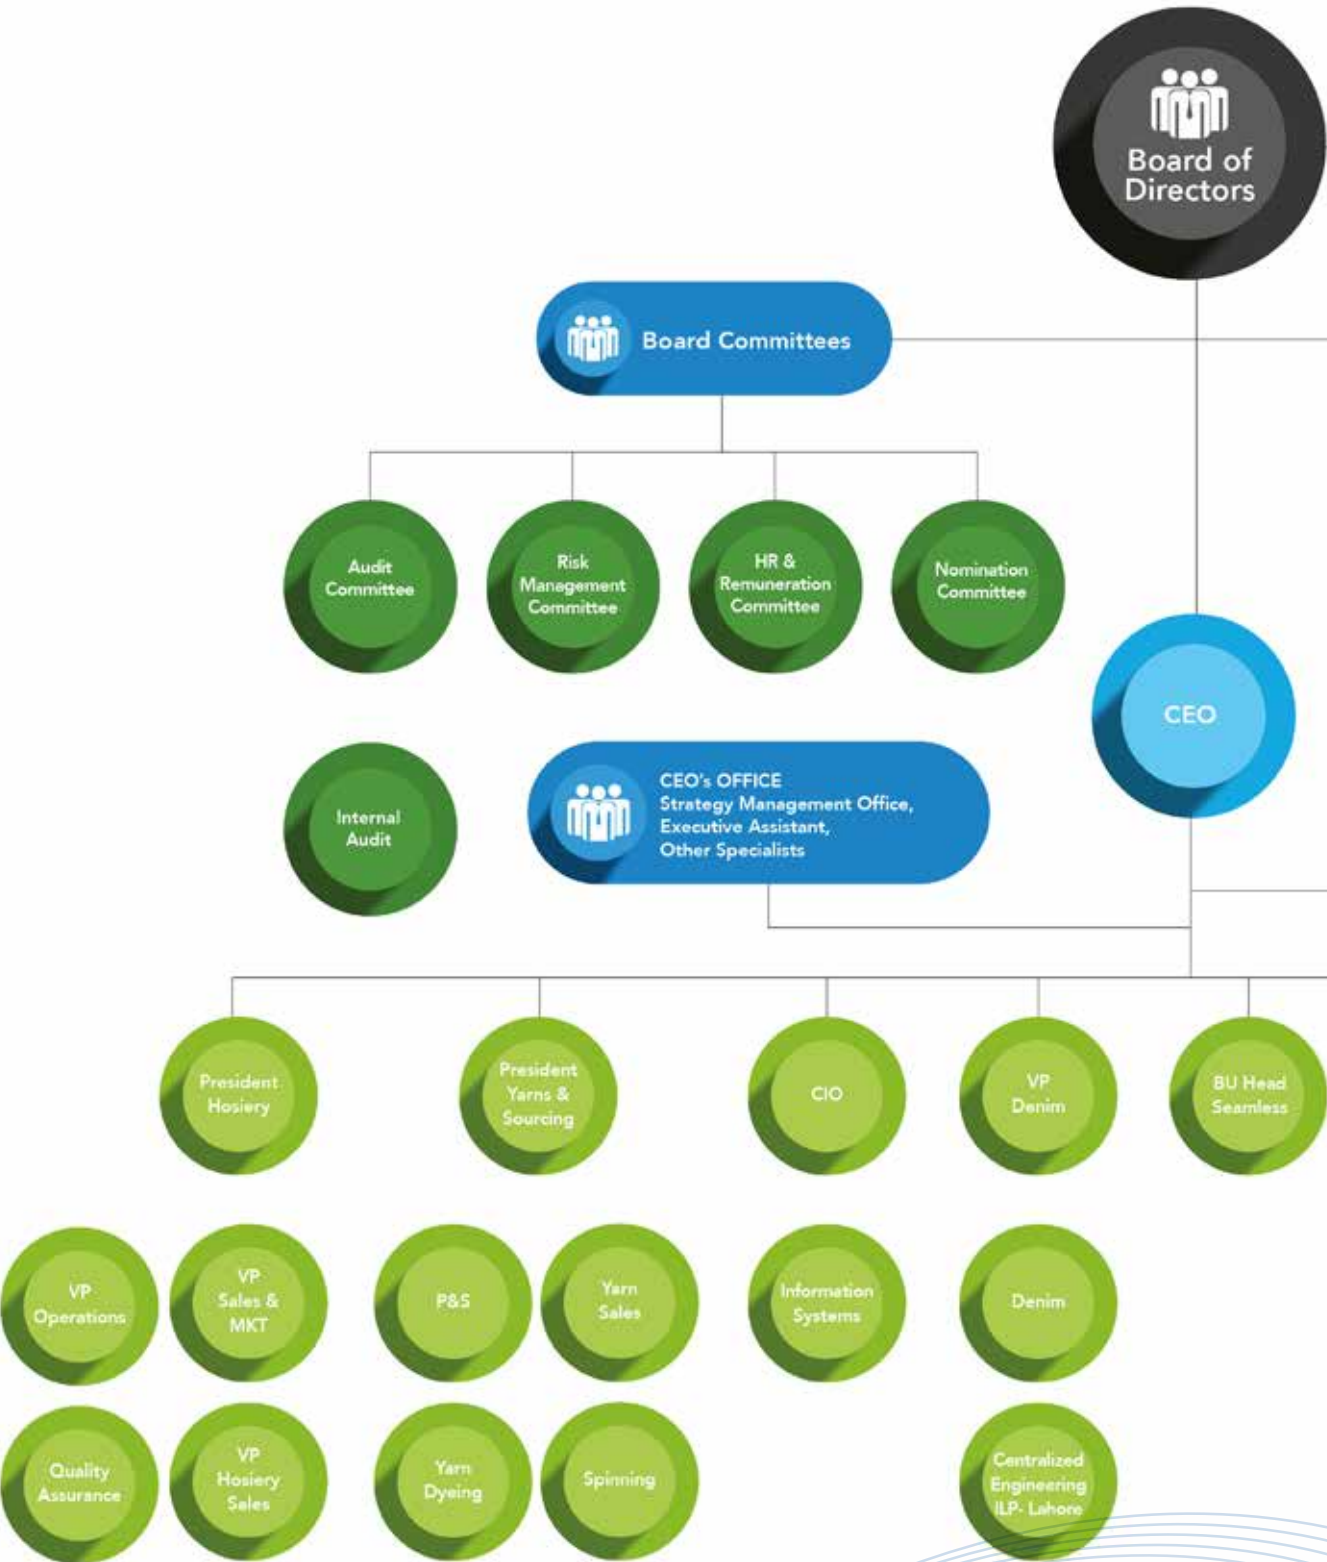 Board of
Directors
Board Committees
Audit
Committee
Risk
Management
Committee
HR &
Remuneration
Committee
Nomination
Committee
CEO
Internal
Audit
CEO's OFFICE
Strategy Management Office,
Executive Assistant,
Other Specialists
President
Hosiery
President
Yarns &
Sourcing
CIO
VP
Denim
BU Head
Seamless
VP
Operations
VP
Sales &
MKT
P&S
Yarn
Sales
Information
Systems
Denim
Quality
Assurance
VP
Hosiery
Sales
Yarn
Dyeing
Spinning
Centralized
Engineering
ILP- Lahore